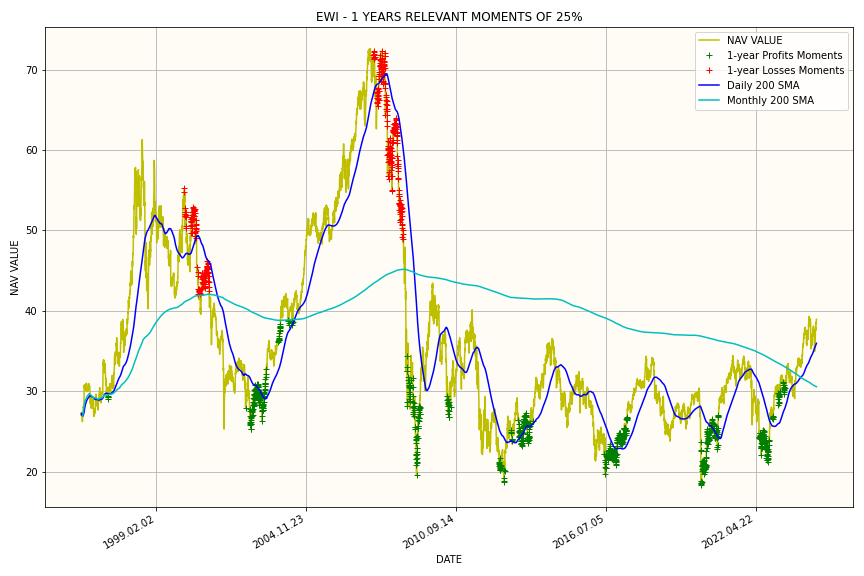 EWI - 1 YEARS RELEVANT MOMENTS OF 25%
NAV VALUE
1-year Profits Moments
1-year Losses Moments
Daily 200 SMA
Monthly 200 SMA
70
60
50
40
30
20
NAV VALUE
1999.02.02
2004.11.23
2010.09.14
2016.07.05
2022.04.22
DATE